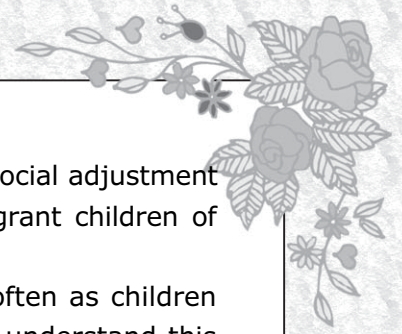 ocial adjustment
grant children of
often as children
understand this